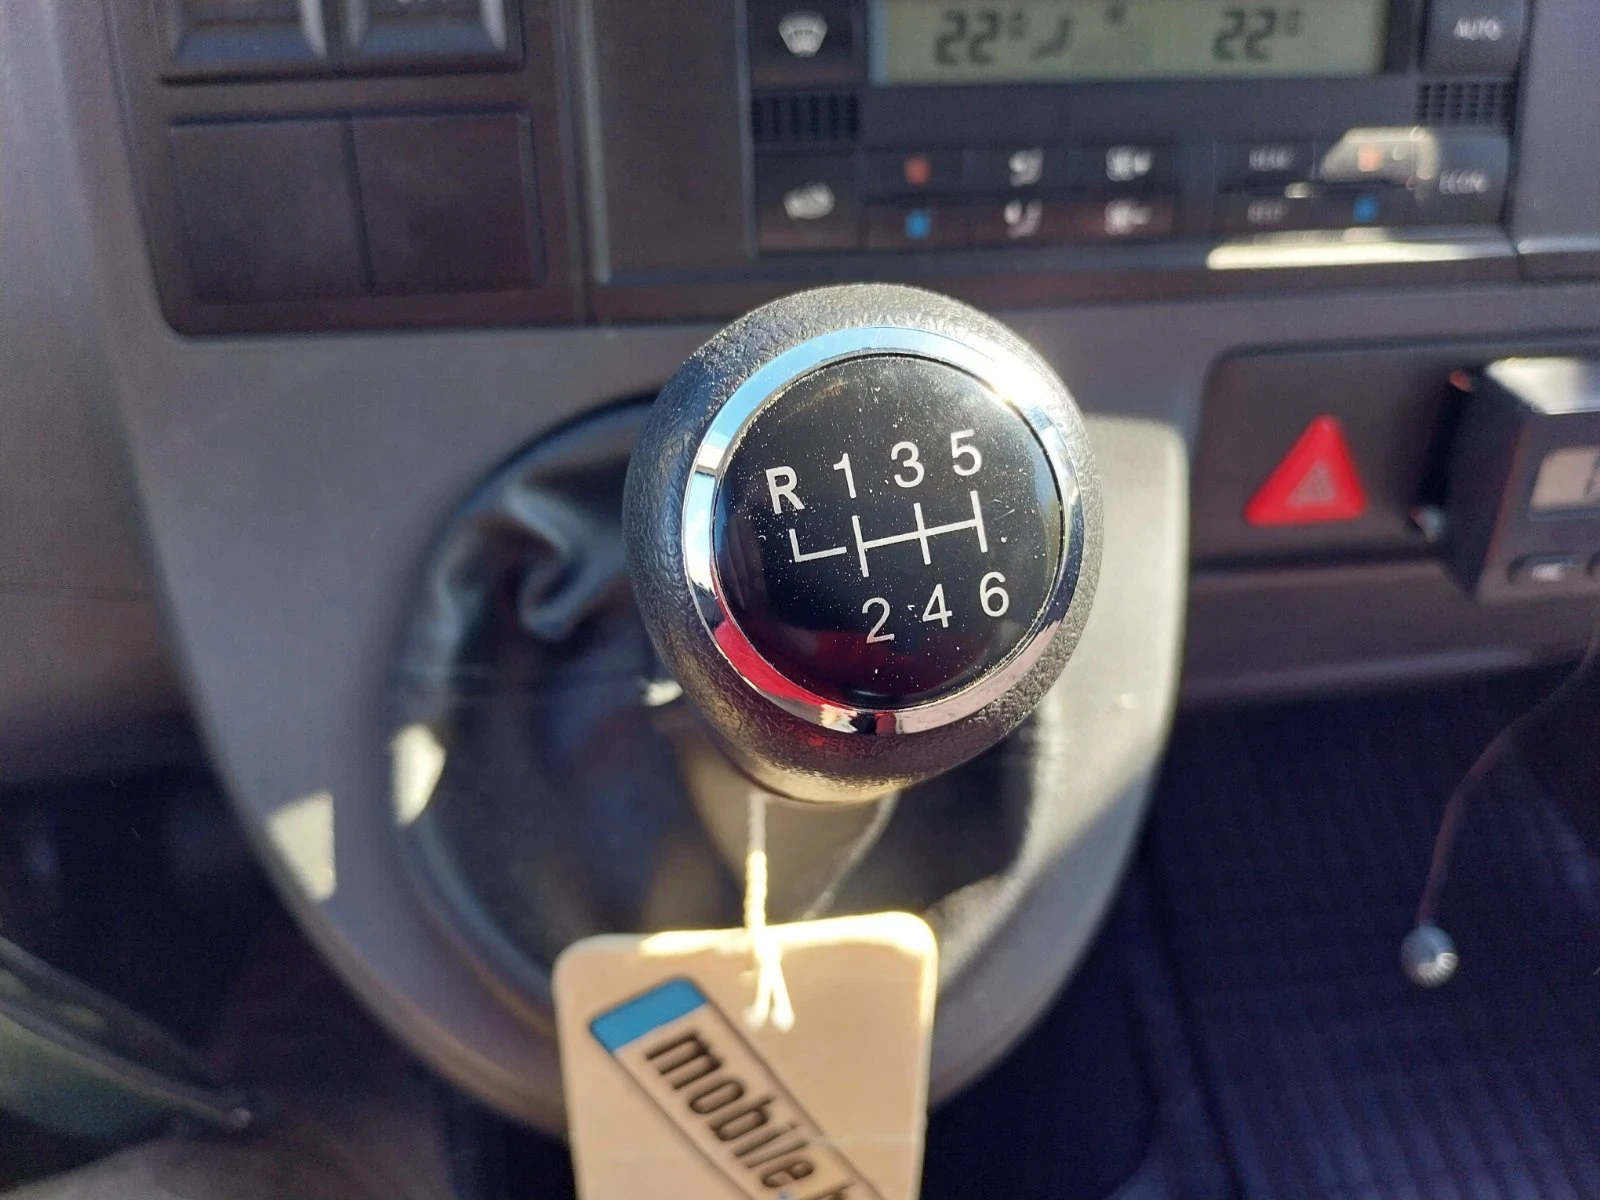 22° 22°
AUTO
ECON
R 1 3 5
2 4 6
mobile